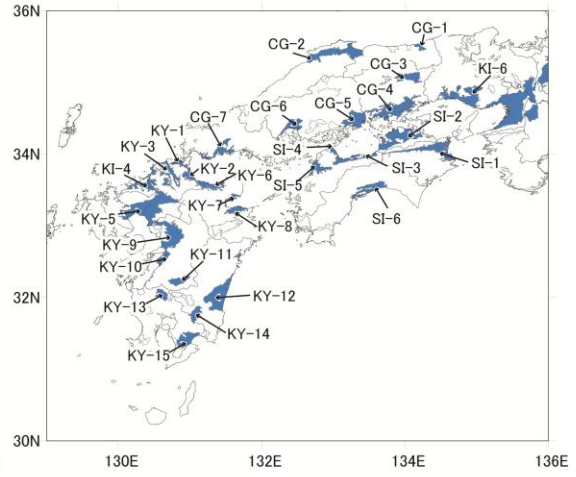 36N
CG-1
CG-2
CG-3
KI-6
CG-4
CG-7
CG-6
CG-5
SI-2
KY-1
KY-3
34N
KI-4
KY-2
SI-4
KY-6
SI-3
SI-1
SI-5
KY-5
KY-7
SI-6
KY-8
KY-9
KY-10
KY-11
32N
KY-12
KY-13
KY-14
KY-15
30N
130E 132E 134E 136E